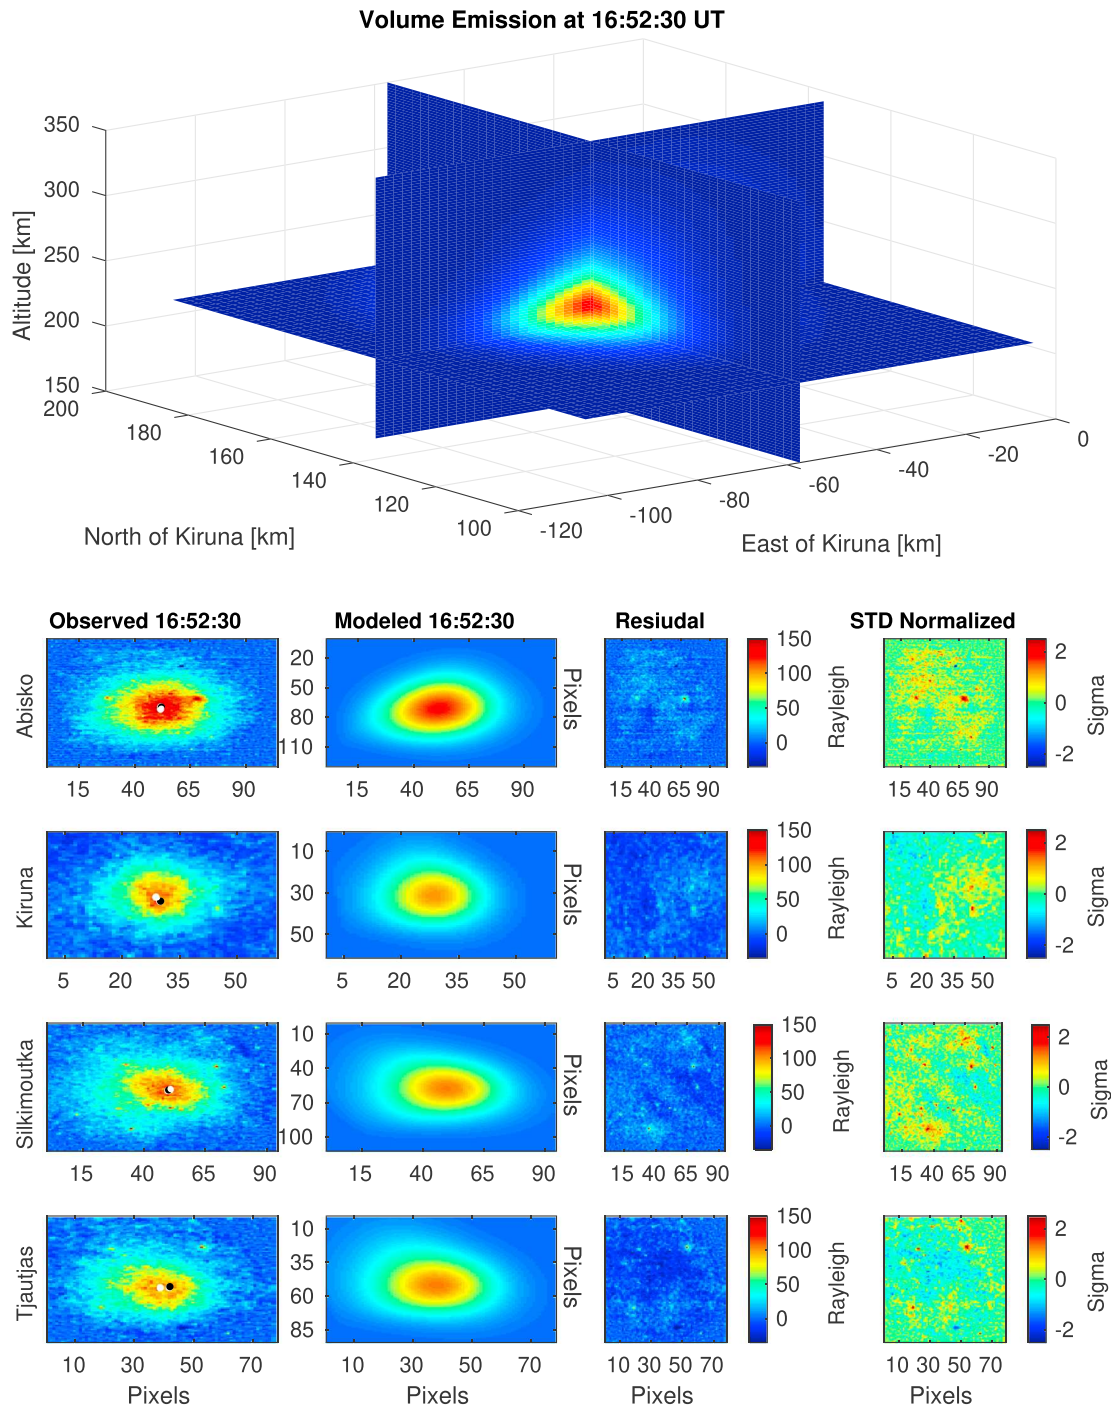 Volume Emission at 16:52:30 UT
350
300
250
200
150
Altitude [km]
200
180
160
140
120
100
North of Kiruna [km]
-120
-100
-80
-60
-40
-20
0
East of Kiruna [km]
Observed 16:52:30 Modeled 16:52:30 Resiudal STD Normalized
Abisko
15 40 65 90
20
50
80
110
15 40 65 90
Pixels
15 40 65 90
150
100
50
0
Rayleigh
15 40 65 90
2
0
-2
Sigma
Kiruna
5 20 35 50
10
30
50
5 20 35 50
Pixels
5 20 35 50
150
100
50
0
Rayleigh
5 20 35 50
2
0
-2
Sigma
Silkimouka
15 40 65 90
10
40
70
100
15 40 65 90
Pixels
15 40 65 90
150
100
50
0
Rayleigh
15 40 65 90
2
0
-2
Sigma
Tjautjas
10 30 50 70
Pixels
10
35
60
85
10 30 50 70
Pixels
Pixels
10 30 50 70
Pixels
150
100
50
0
Rayleigh
10 30 50 70
Pixels
2
0
-2
Sigma